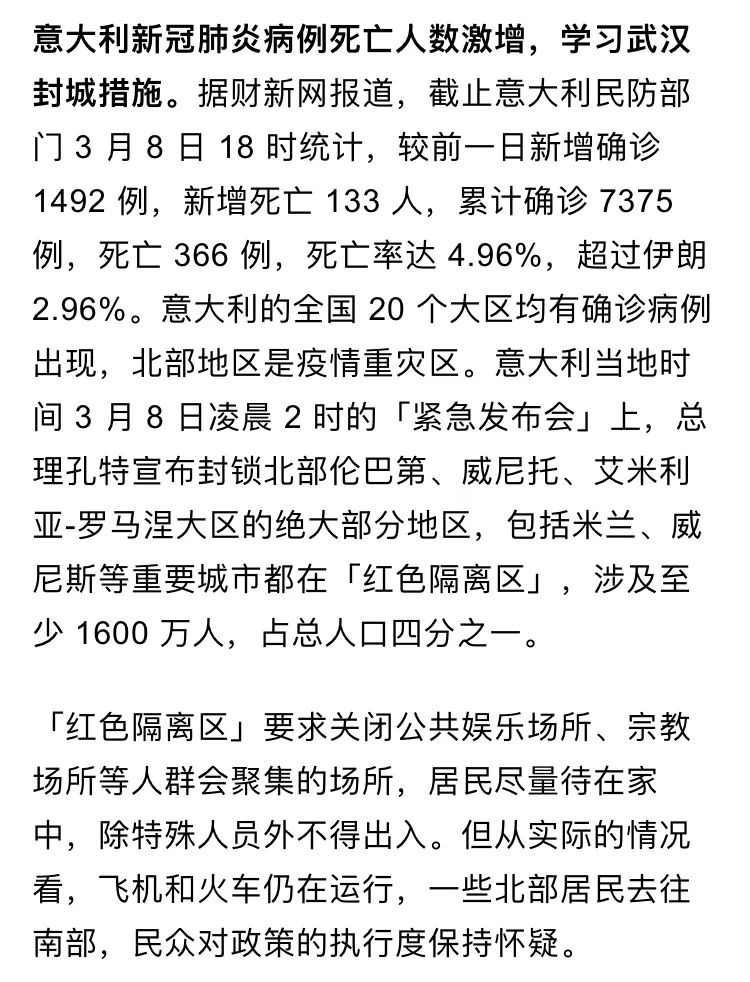 意大利新冠肺炎病例死亡人数激增，学习武汉
封城措施。据财新网报道，截止意大利民防部
门 3 月 8 日 18 时统计，较前一日新增确诊
1492 例，新增死亡 133 人，累计确诊 7375
例，死亡 366 例，死亡率达 4.96%，超过伊朗
2.96%。意大利的全国 20 个大区均有确诊病例
出现，北部地区是疫情重灾区。意大利当地时
间 3 月 8 日凌晨 2 时的「紧急发布会」上，总
理孔特宣布封锁北部伦巴第、威尼托、艾米利
亚-罗马涅大区的绝大部分地区，包括米兰、威
尼斯等重要城市都在「红色隔离区」，涉及至
少 1600 万人，占总人口四分之一。
「红色隔离区」要求关闭公共娱乐场所、宗教
场所等人群会聚集的场所，居民尽量待在家
中，除特殊人员外不得出入。但从实际的情况
看，飞机和火车仍在运行，一些北部居民去往
南部，民众对政策的执行度保持怀疑。